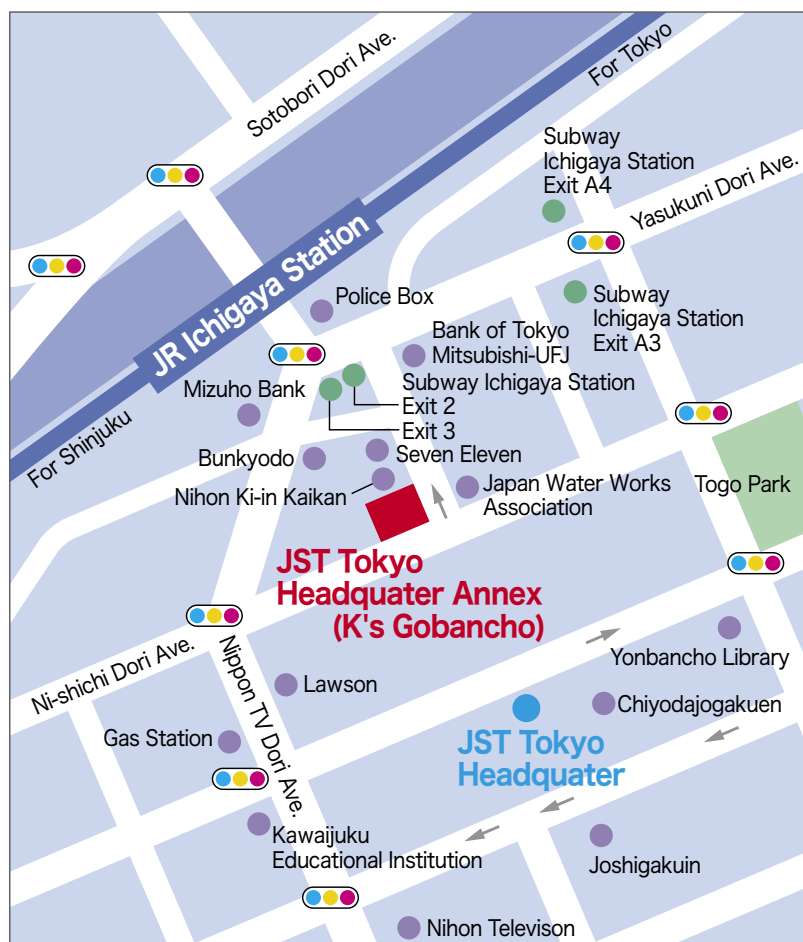 Sotobori Dori Ave.
For Tokyo
Subway
Ichigaya Station
Exit A4
Yasukuni Dori Ave.
JR Ichigaya Station
Police Box
Subway
Ichigaya Station
Exit A3
Bank of Tokyo
Mitsubishi-UFJ
Mizuho Bank
Subway Ichigaya Station
Exit 2
Exit 3
For Shinjuku
Bunkyodo
Seven Eleven
Nihon Ki-in Kaikan
Japan Water Works
Association
Togo Park
JST Tokyo
Headquater Annex
(K's Gobancho)
Ni-shichi Dori Ave.
Nippon TV Dori Ave.
Yonbancho Library
Lawson
Chiyodajogakuen
Gas Station
JST Tokyo
Headquater
Kawaijuku
Educational Institution
Joshigakuin
Nihon Televison